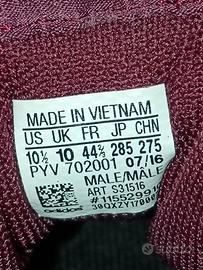 MADE IN VIETNAM
US UK FR JP CHN
10½ 10 44⅔ 285 275
PYV 702001 07/16
MALE/MALE
ART S31516
adidas